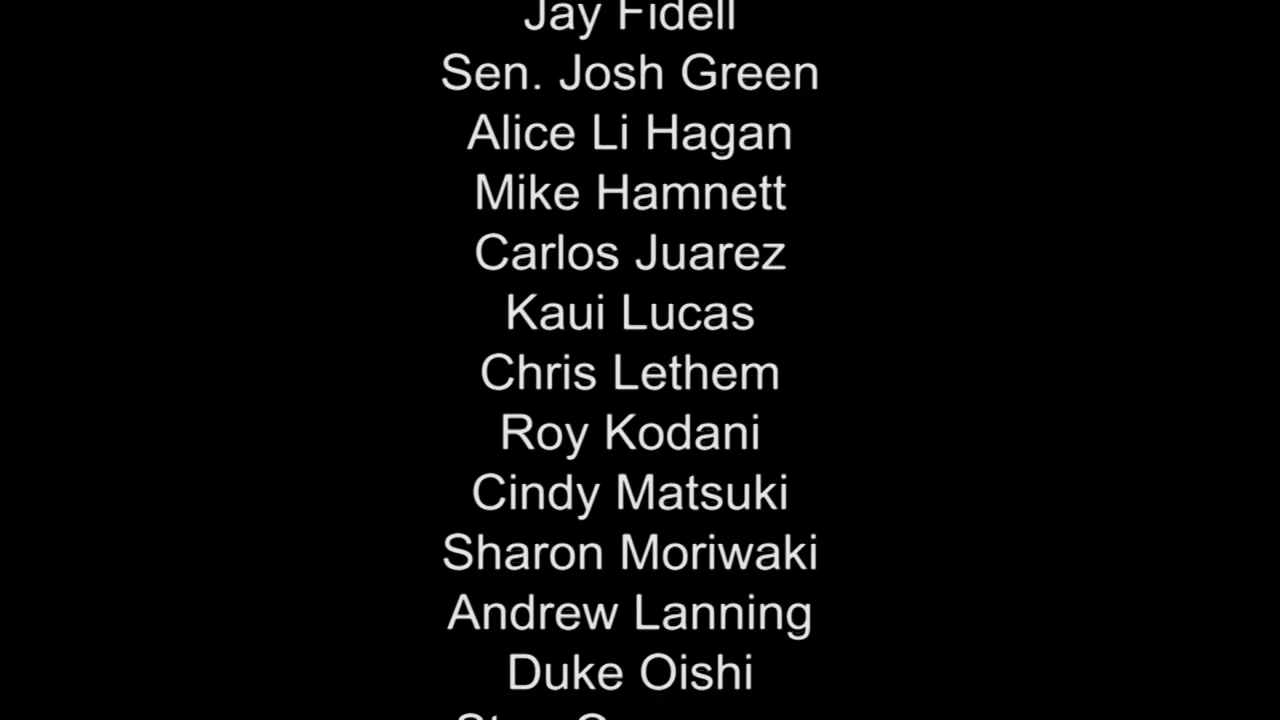 Jay Fidell
Sen. Josh Green
Alice Li Hagan
Mike Hamnett
Carlos Juarez
Kaui Lucas
Chris Lethem
Roy Kodani
Cindy Matsuki
Sharon Moriwaki
Andrew Lanning
Duke Oishi